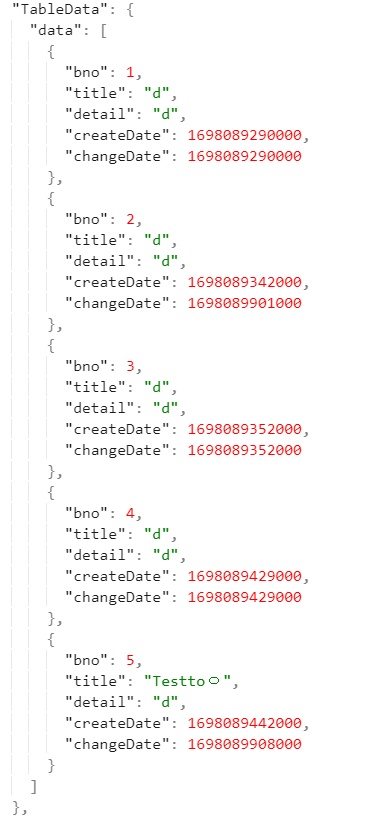 "TableData": {
"data": [
{
"bno": 1,
"title": "d",
"detail": "d",
"createDate": 1698089290000,
"changeDate": 1698089290000
},
{
"bno": 2,
"title": "d",
"detail": "d",
"createDate": 1698089342000,
"changeDate": 1698089901000
},
{
"bno": 3,
"title": "d",
"detail": "d",
"createDate": 1698089352000,
"changeDate": 1698089352000
},
{
"bno": 4,
"title": "d",
"detail": "d",
"createDate": 1698089429000,
"changeDate": 1698089429000
},
{
"bno": 5,
"title": "Testtoㅇ",
"detail": "d",
"createDate": 1698089442000,
"changeDate": 1698089908000
}
]
},